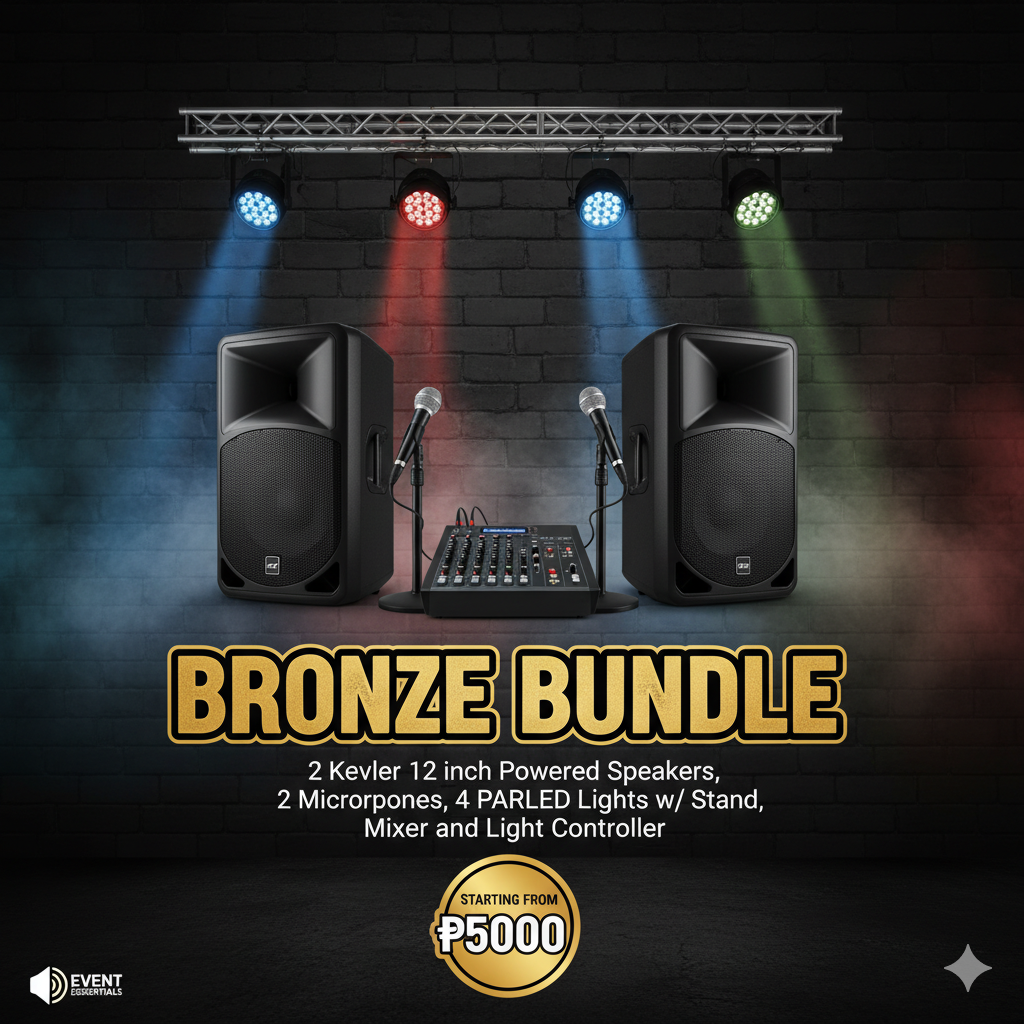 BRONZE BUNDLE
2 Kevler 12 inch Powered Speakers,
2 Microrpones, 4 PARLED Lights w/ Stand,
Mixer and Light Controller
STARTING FROM
₱5000
EVENT